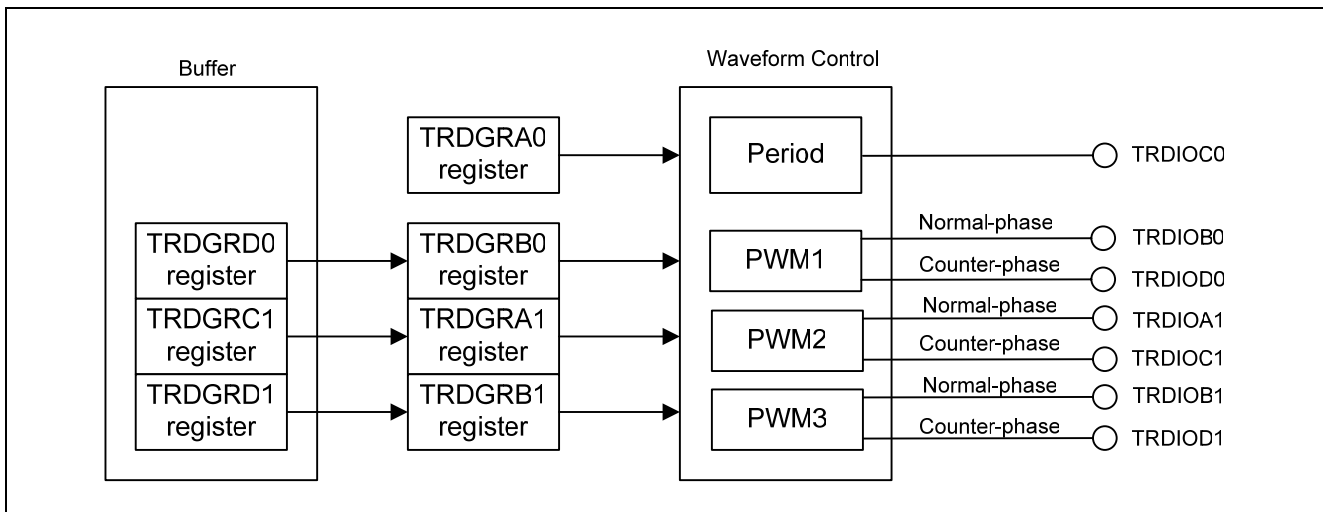 Buffer
Waveform Control
TRDGRA0
register
Period
TRDIOC0
TRDGRD0
register
TRDGRB0
register
PWM1
Normal-phase
TRDIOB0
Counter-phase
TRDIOD0
TRDGRC1
register
TRDGRA1
register
PWM2
Normal-phase
TRDIOA1
Counter-phase
TRDIOC1
TRDGRD1
register
TRDGRB1
register
PWM3
Normal-phase
TRDIOB1
Counter-phase
TRDIOD1